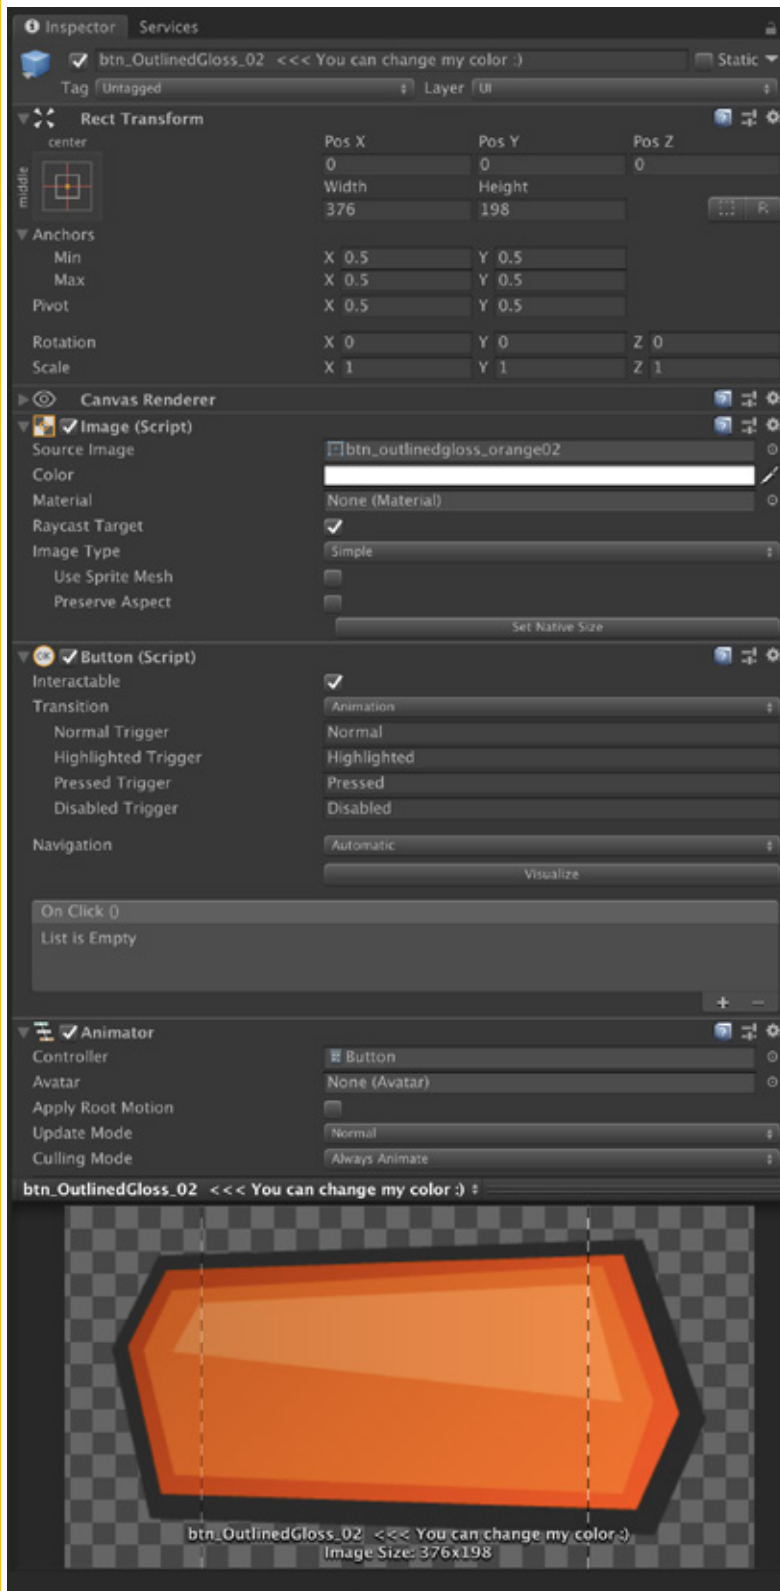 Inspector Services
btn_OutlinedGloss_02 <<< You can change my color :) Static
Tag Untagged Layer UI
Rect Transform
center Pos X Pos Y Pos Z
middle 0 0 0
Width Height
376 198 R
Anchors
Min X 0.5 Y 0.5
Max X 0.5 Y 0.5
Pivot X 0.5 Y 0.5
Rotation X 0 Y 0 Z 0
Scale X 1 Y 1 Z 1
Canvas Renderer
Image (Script)
Source Image btn_outlinedgloss_orange02
Color
Material None (Material)
Raycast Target
Image Type Simple
Use Sprite Mesh
Preserve Aspect
Set Native Size
OK Button (Script)
Interactable
Transition Animation
Normal Trigger Normal
Highlighted Trigger Highlighted
Pressed Trigger Pressed
Disabled Trigger Disabled
Navigation Automatic
Visualize
On Click ()
List is Empty
+ −
Animator
Controller Button
Avatar None (Avatar)
Apply Root Motion
Update Mode Normal
Culling Mode Always Animate
btn_OutlinedGloss_02 <<< You can change my color :)
btn_OutlinedGloss_02 <<< You can change my color :)
Image Size: 376x198